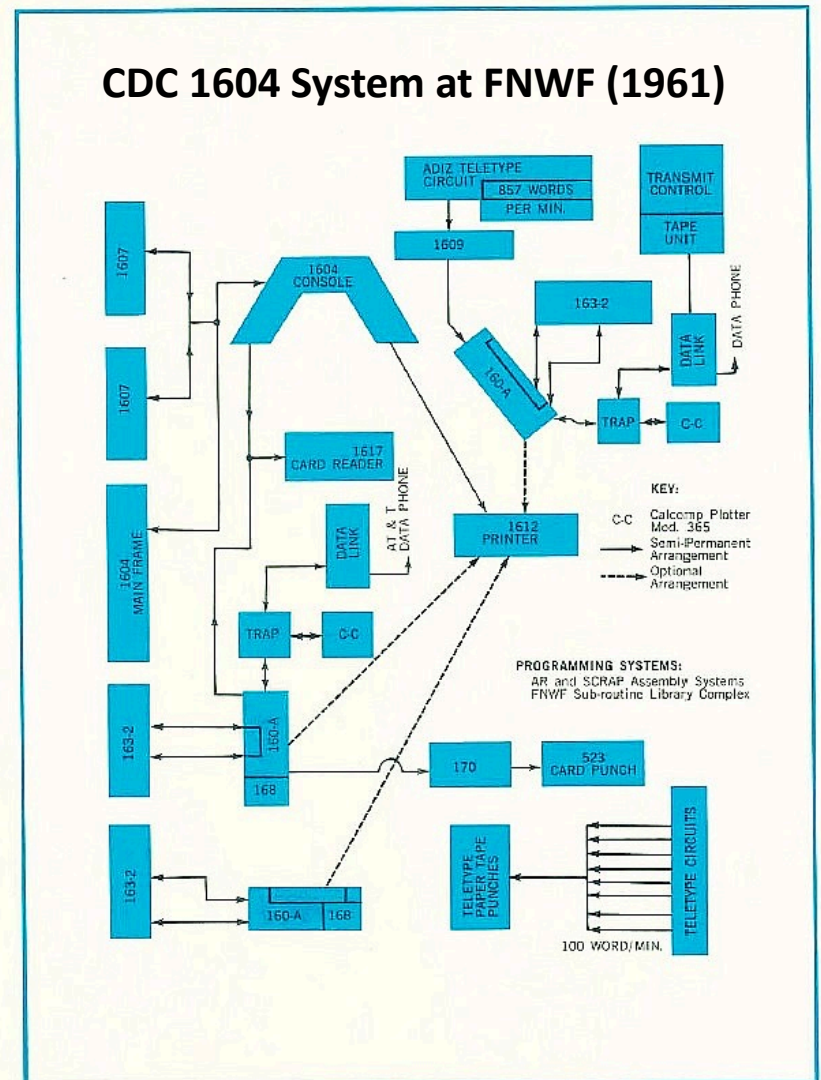 CDC 1604 System at FNWF (1961)
ADIZ TELETYPE
CIRCUIT
857 WORDS
PER MIN.
TRANSMIT
CONTROL
TAPE
UNIT
1607
1609
1604
CONSOLE
163-2
DATA
LINK
DATA PHONE
160-A
1607
TRAP
C-C
1617
CARD READER
KEY:
C-C Calcomp Plotter
Mod. 365
Semi-Permanent
Arrangement
Optional
Arrangement
1604
MAIN FRAME
DATA
LINK
AT & T
DATA PHONE
1612
PRINTER
TRAP
C-C
PROGRAMMING SYSTEMS:
AR and SCRAP Assembly Systems
FNWF Sub-routine Library Complex
163-2
160-A
168
170
523
CARD PUNCH
163-2
160-A
168
TELETYPE
PAPER TAPE
PUNCHES
TELETYPE CIRCUITS
100 WORD/MIN.